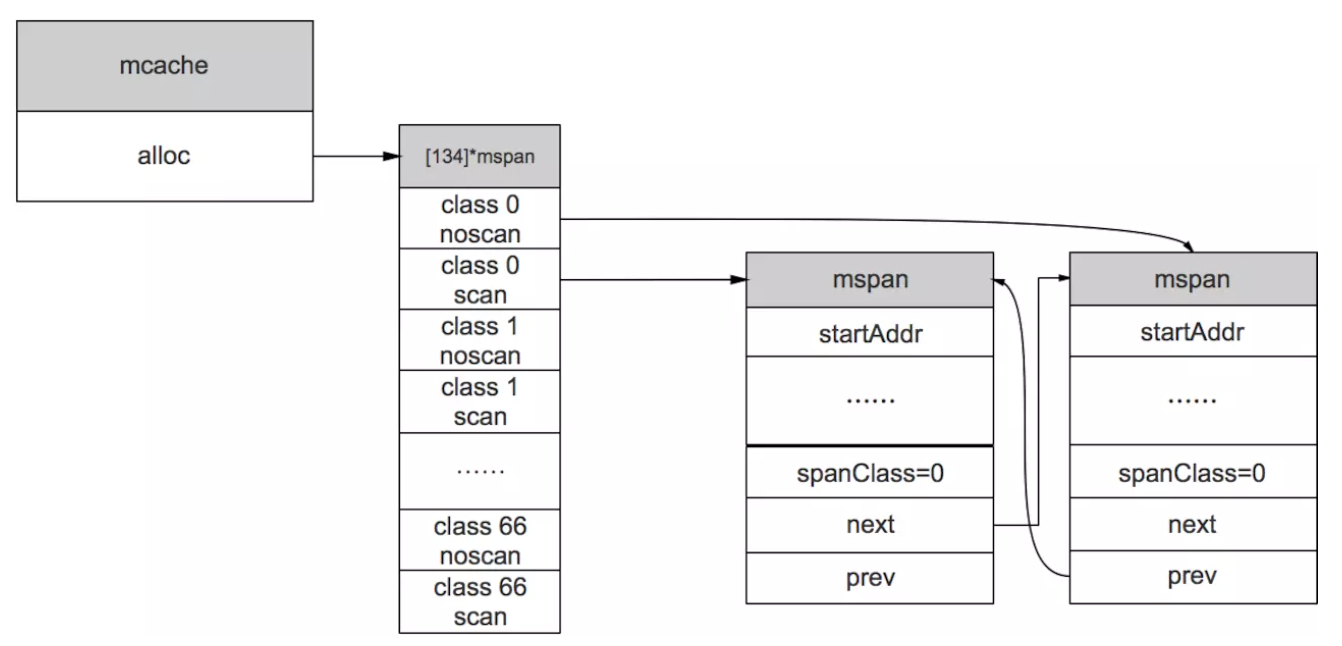 mcache
alloc
[134]*mspan
class 0
noscan
class 0
scan
class 1
noscan
class 1
scan
……
class 66
noscan
class 66
scan
mspan
startAddr
……
spanClass=0
next
prev
mspan
startAddr
……
spanClass=0
next
prev